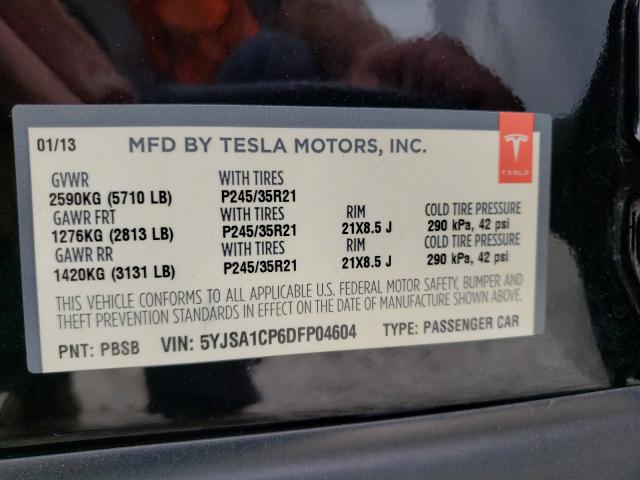 01/13 MFD BY TESLA MOTORS, INC.
TESLA
GVWR WITH TIRES
2590KG (5710 LB) P245/35R21
GAWR FRT WITH TIRES RIM COLD TIRE PRESSURE
1276KG (2813 LB) P245/35R21 21X8.5 J 290 kPa, 42 psi
GAWR RR WITH TIRES RIM COLD TIRE PRESSURE
1420KG (3131 LB) P245/35R21 21X8.5 J 290 kPa, 42 psi
THIS VEHICLE CONFORMS TO ALL APPLICABLE U.S. FEDERAL MOTOR SAFETY, BUMPER AND
THEFT PREVENTION STANDARDS IN EFFECT ON THE DATE OF MANUFACTURE SHOWN ABOVE.
PNT: PBSB VIN: 5YJSA1CP6DFP04604 TYPE: PASSENGER CAR